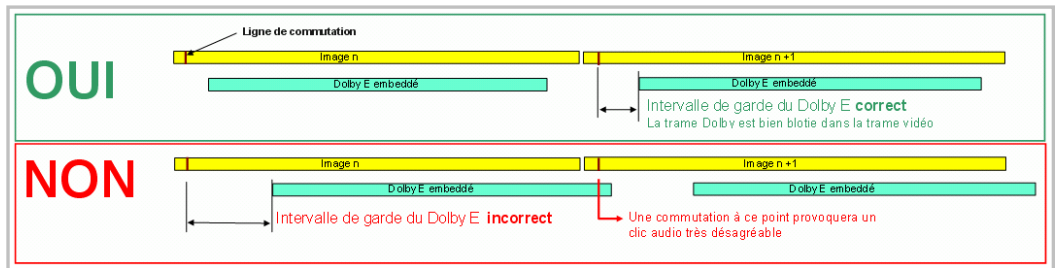 Ligne de commutation
Image n
Image n +1
OUI
Dolby E embeddé
Dolby E embeddé
Intervalle de garde du Dolby E correct
La trame Dolby est bien blotie dans la trame vidéo
Image n
Image n +1
NON
Dolby E embeddé
Dolby E embeddé
Intervalle de garde du Dolby E incorrect
Une commutation à ce point provoquera un
clic audio très désagréable